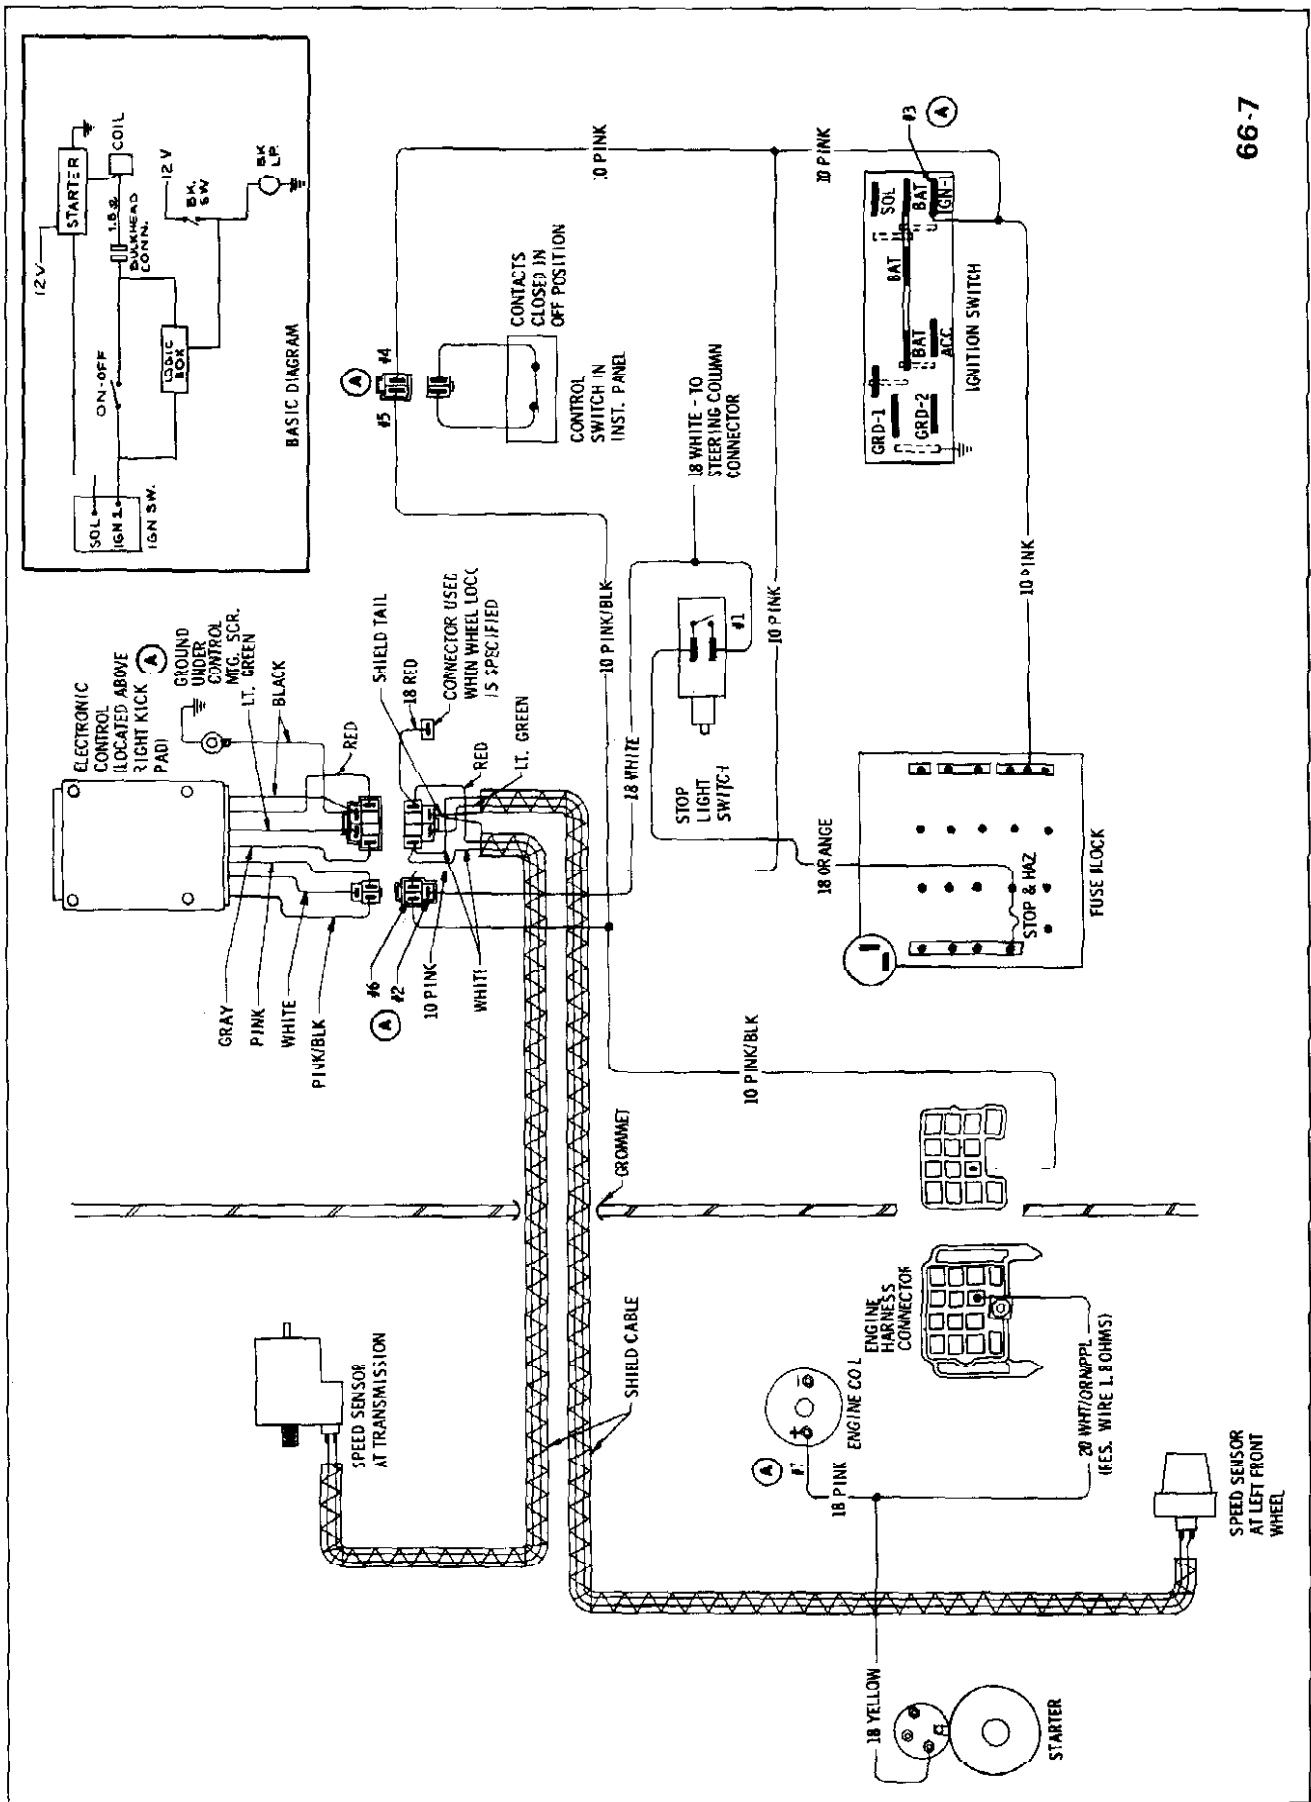 12V
STARTER
COIL
1.8Ω
BULKHEAD
CONN.
12 V
BK.
SW
BK
LP.
ON-OFF
LOGIC
BOX
SOL
IGN 1
IGN SW.
BASIC DIAGRAM
66-7
ELECTRONIC
CONTROL
(LOCATED ABOVE
RIGHT KICK
PAD)
A
GROUND
UNDER
CONTROL
MTG. SCR.
LT. GREEN
BLACK
RED
GRAY
PINK
WHITE
PINK/BLK
#6
#2
A
10 PINK
WHITE
SHIELD TAIL
18 RED
CONNECTOR USED
WHIN WHEEL LOCK
IS SPECIFIED
RED
LT. GREEN
A
#4
#5
CONTACTS
CLOSED IN
OFF POSITION
CONTROL
SWITCH IN
INST. PANEL
10 PINK
10 PINK
10 PINK
10 PINK
#3
A
SOL
BAT
IGN-1
BAT
BAT
ACC
GRD-1
GRD-2
IGNITION SWITCH
18 WHITE - TO
STEERING COLUMN
CONNECTOR
10 PINK/BLK
18 WHITE
#1
STOP
LIGHT
SWITCH
18 ORANGE
STOP & HAZ
FUSE BLOCK
10 PINK/BLK
GROMMET
SPEED SENSOR
AT TRANSMISSION
SHIELD CABLE
ENGINE
HARNESS
CONNECTOR
ENGINE COIL
A
18 PINK
20 WHT/ORN/PPL
(RES. WIRE 1.8 OHMS)
18 YELLOW
STARTER
SPEED SENSOR
AT LEFT FRONT
WHEEL